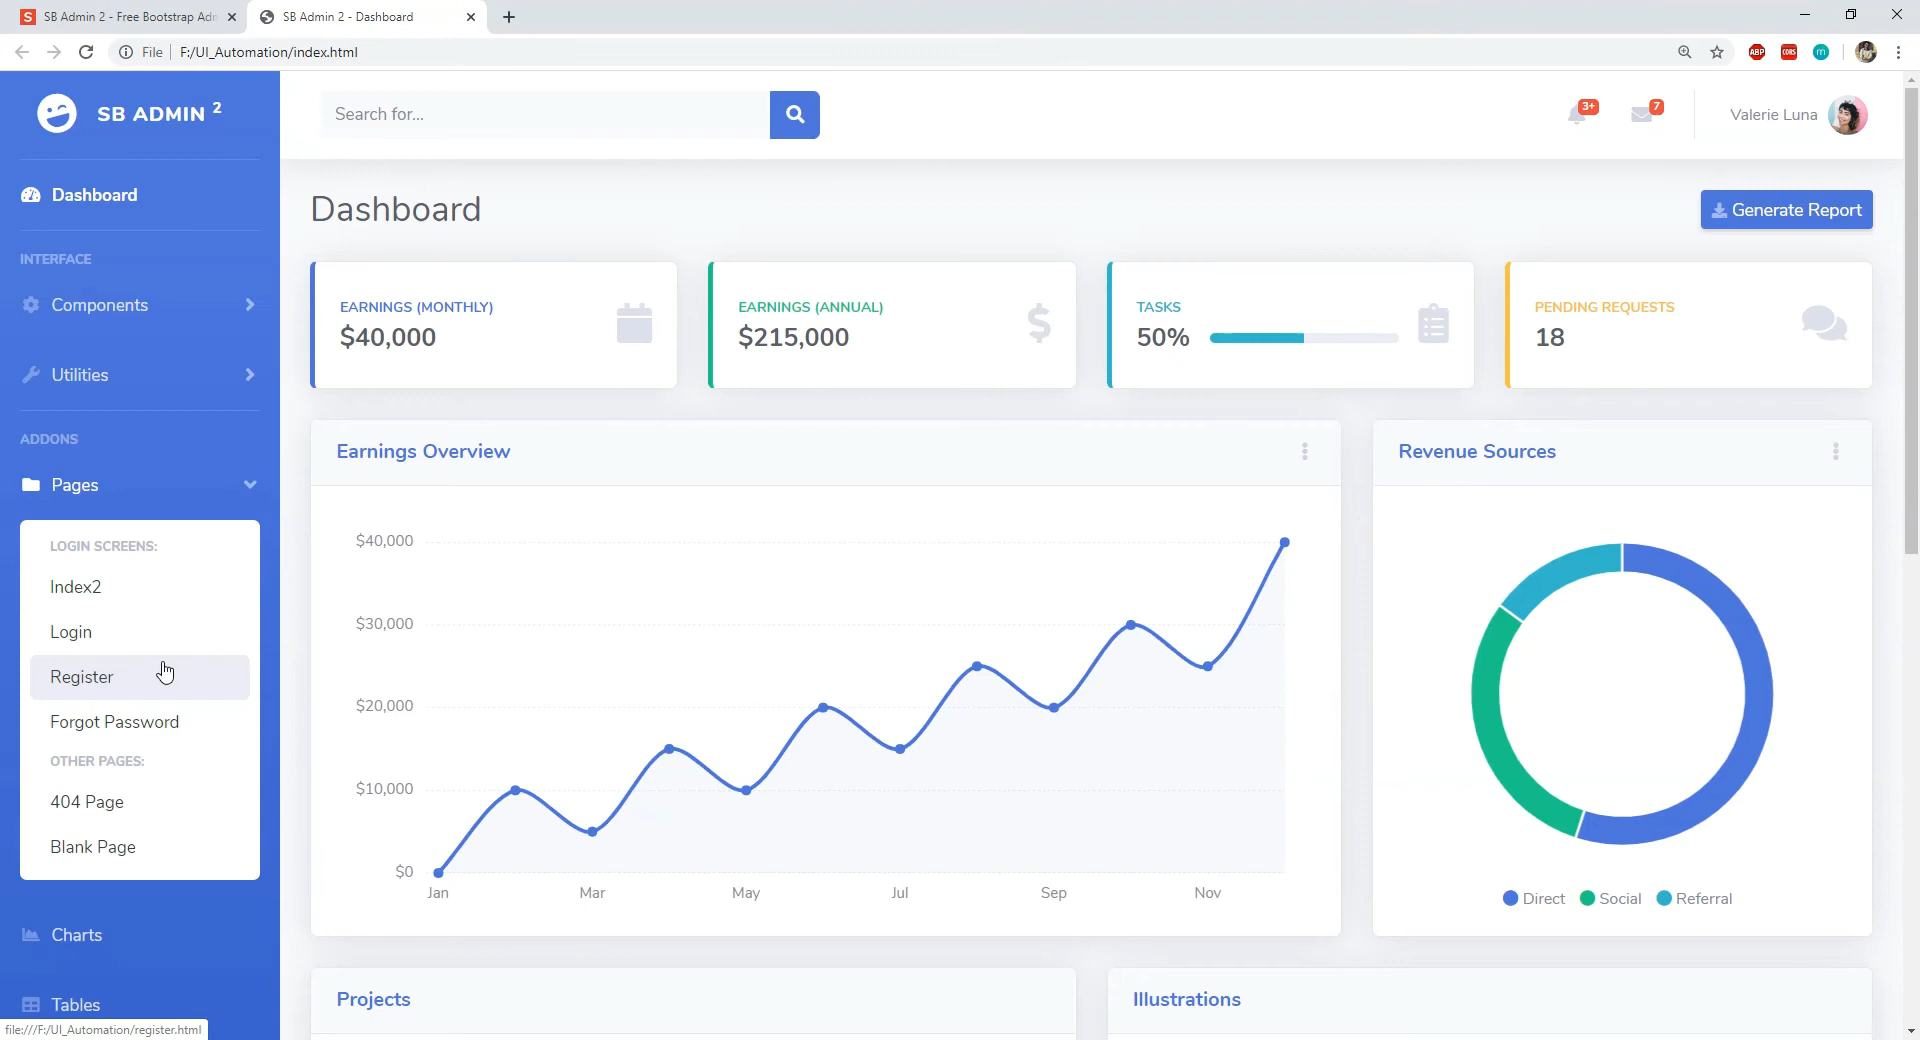 SB Admin 2 - Free Bootstrap Adm
SB Admin 2 - Dashboard
File
F:/UI_Automation/index.html
ABP
CORS
m
SB ADMIN 2
Search for...
3+
7
Valerie Luna
Dashboard
INTERFACE
Components
Utilities
ADDONS
Pages
LOGIN SCREENS:
Index2
Login
Register
Forgot Password
OTHER PAGES:
404 Page
Blank Page
Charts
Tables
file:///F:/UI_Automation/register.html
Dashboard
Generate Report
EARNINGS (MONTHLY)
$40,000
EARNINGS (ANNUAL)
$215,000
TASKS
50%
PENDING REQUESTS
18
Earnings Overview
$40,000
$30,000
$20,000
$10,000
$0
Jan Mar May Jul Sep Nov
Revenue Sources
Direct Social Referral
Projects
Illustrations